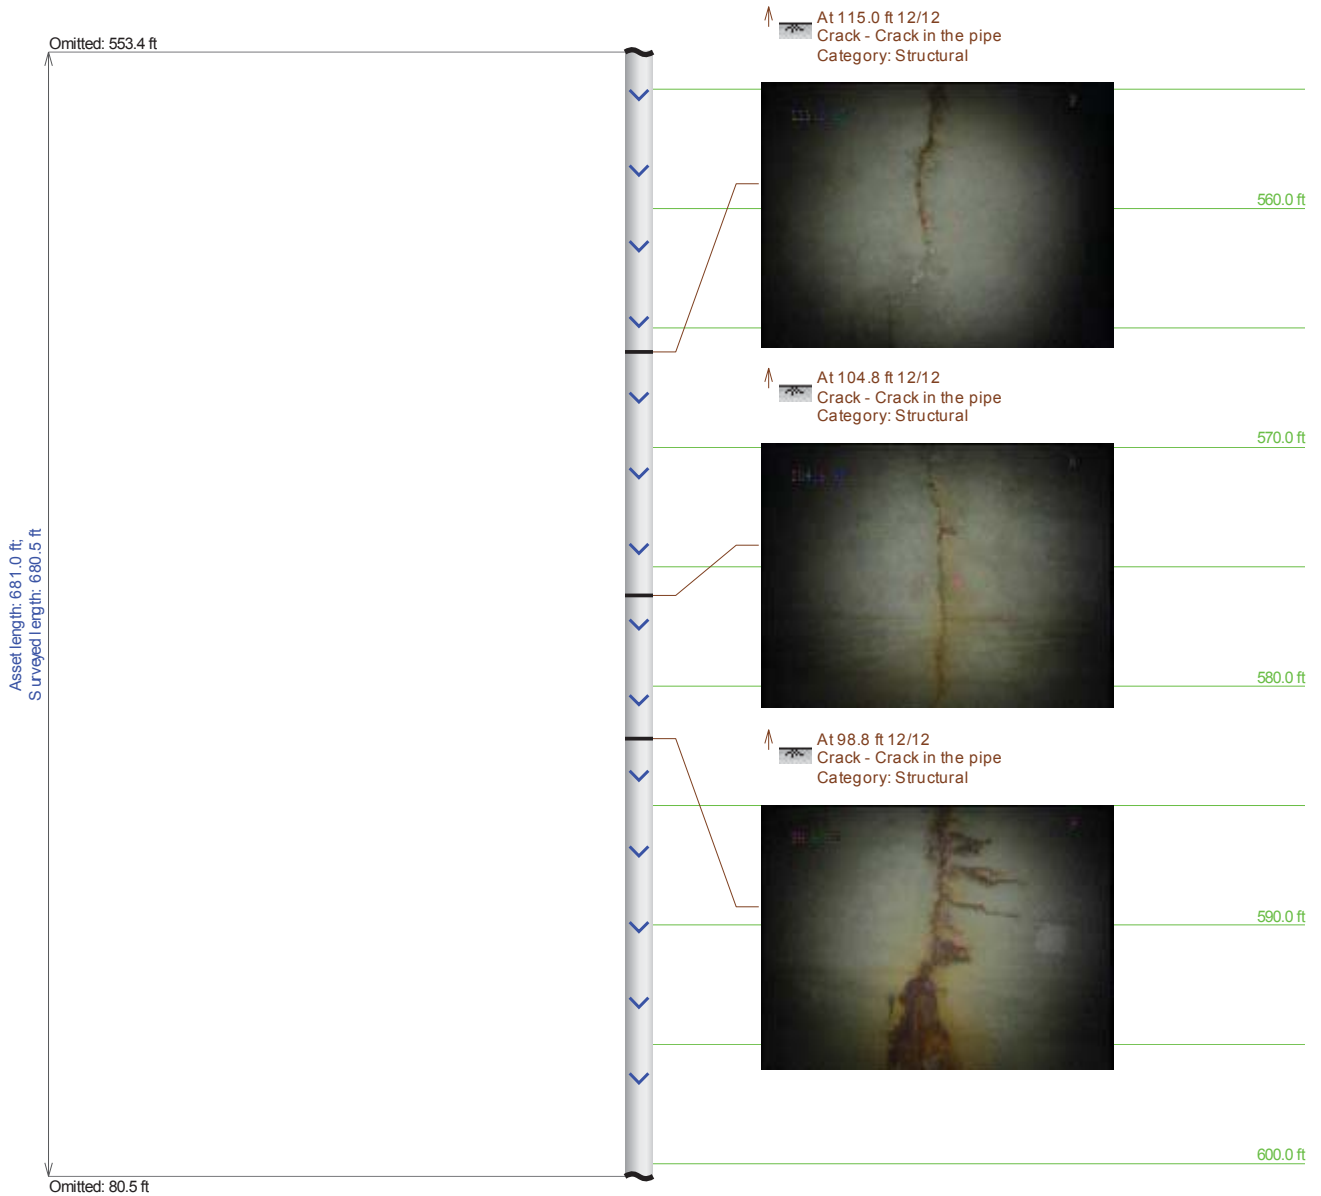 At 115.0 ft 12/12
Crack - Crack in the pipe
Category: Structural
Omitted: 553.4 ft
560.0 ft
At 104.8 ft 12/12
Crack - Crack in the pipe
Category: Structural
570.0 ft
Asset length: 681.0 ft;
Surveyed length: 680.5 ft
580.0 ft
At 98.8 ft 12/12
Crack - Crack in the pipe
Category: Structural
590.0 ft
600.0 ft
Omitted: 80.5 ft